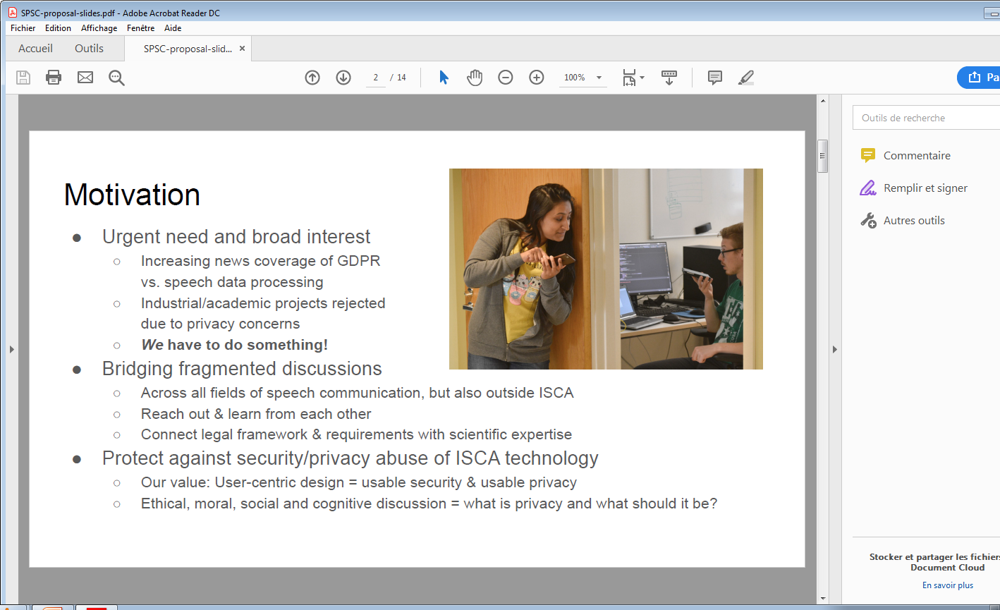 SPSC-proposal-slides.pdf - Adobe Acrobat Reader DC
Fichier Edition Affichage Fenêtre Aide
Accueil Outils SPSC-proposal-slid... ×
2 / 14 100% Pa
Outils de recherche
Commentaire
Remplir et signer
Autres outils
Motivation
● Urgent need and broad interest
○ Increasing news coverage of GDPR
vs. speech data processing
○ Industrial/academic projects rejected
due to privacy concerns
○ We have to do something!
● Bridging fragmented discussions
○ Across all fields of speech communication, but also outside ISCA
○ Reach out & learn from each other
○ Connect legal framework & requirements with scientific expertise
● Protect against security/privacy abuse of ISCA technology
○ Our value: User-centric design = usable security & usable privacy
○ Ethical, moral, social and cognitive discussion = what is privacy and what should it be?
Stocker et partager les fichiers
Document Cloud
En savoir plus